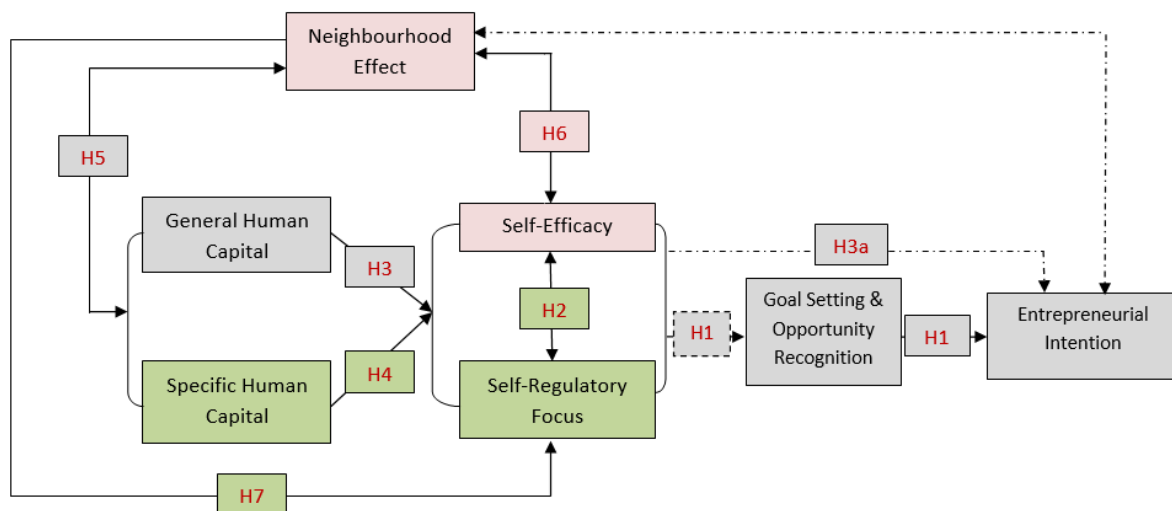 Neighbourhood
Effect
H6
H5
General Human
Capital
Self-Efficacy
H3
H3a
H2
Goal Setting &
Opportunity
Recognition
H1
H1
Entrepreneurial
Intention
H4
Specific Human
Capital
Self-Regulatory
Focus
H7